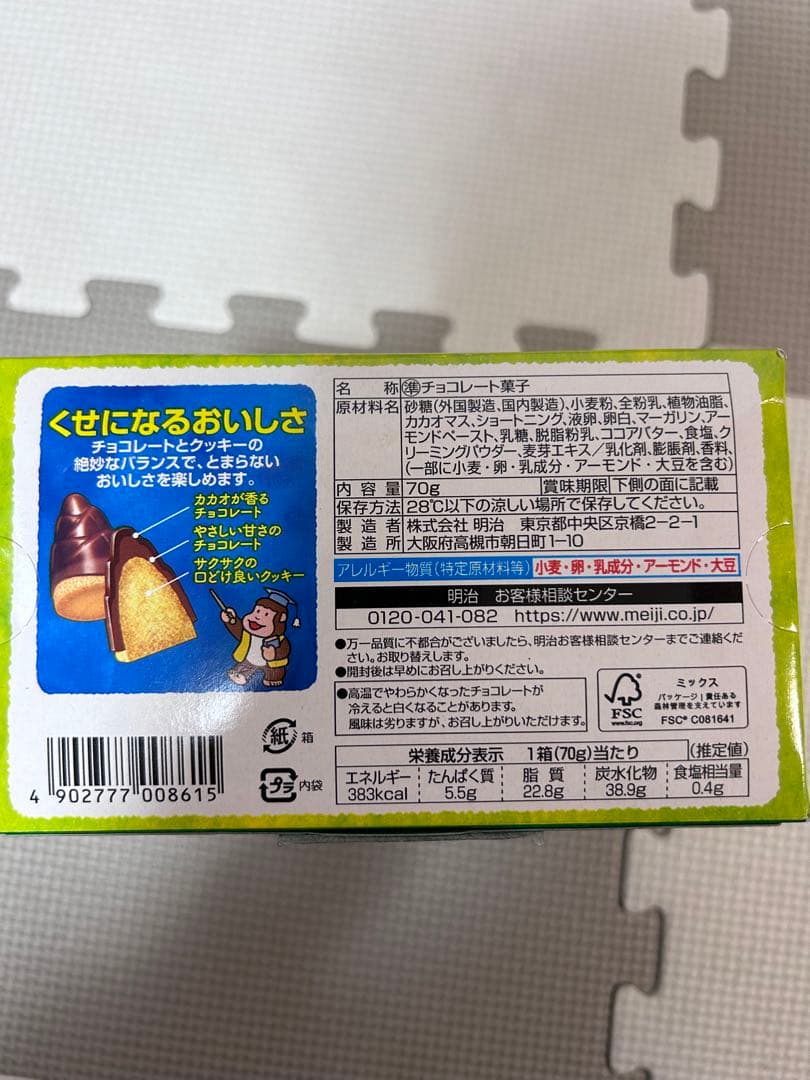 くせになるおいしさ
チョコレートとクッキーの
絶妙なバランスで、とまらない
おいしさを楽しめます。
カカオが香る
チョコレート
やさしい甘さの
チョコレート
サクサクの
口どけ良いクッキー
4 902777 008615
紙 箱
プラ 内袋
名 称 準チョコレート菓子
原材料名 砂糖(外国製造、国内製造)、小麦粉、全粉乳、植物油脂、
カカオマス、ショートニング、液卵、卵白、マーガリン、アー
モンドペースト、乳糖、脱脂粉乳、ココアバター、食塩、ク
リーミングパウダー、麦芽エキス/乳化剤、膨脹剤、香料、
(一部に小麦・卵・乳成分・アーモンド・大豆を含む)
内 容 量 70g 賞味期限 下側の面に記載
保存方法 28℃以下の涼しい場所で保存してください。
製 造 者 株式会社 明治 東京都中央区京橋2-2-1
製 造 所 大阪府高槻市朝日町1-10
アレルギー物質(特定原材料等) 小麦・卵・乳成分・アーモンド・大豆
明治 お客様相談センター
0120-041-082 https://www.meiji.co.jp/
●万一品質に不都合がございましたら、明治お客様相談センターまでご連絡くだ
さい。お取り替えします。
●開封後は早めにお召し上がりください。
●高温でやわらかくなったチョコレートが
冷えると白くなることがあります。
風味は劣りますが、お召し上がりいただけます。
FSC
www.fsc.org
ミックス
パッケージ | 責任ある
森林管理を支えています
FSC® C081641
栄養成分表示 1箱(70g)当たり (推定値)
エネルギー たんぱく質 脂 質 炭水化物 食塩相当量
383kcal 5.5g 22.8g 38.9g 0.4g